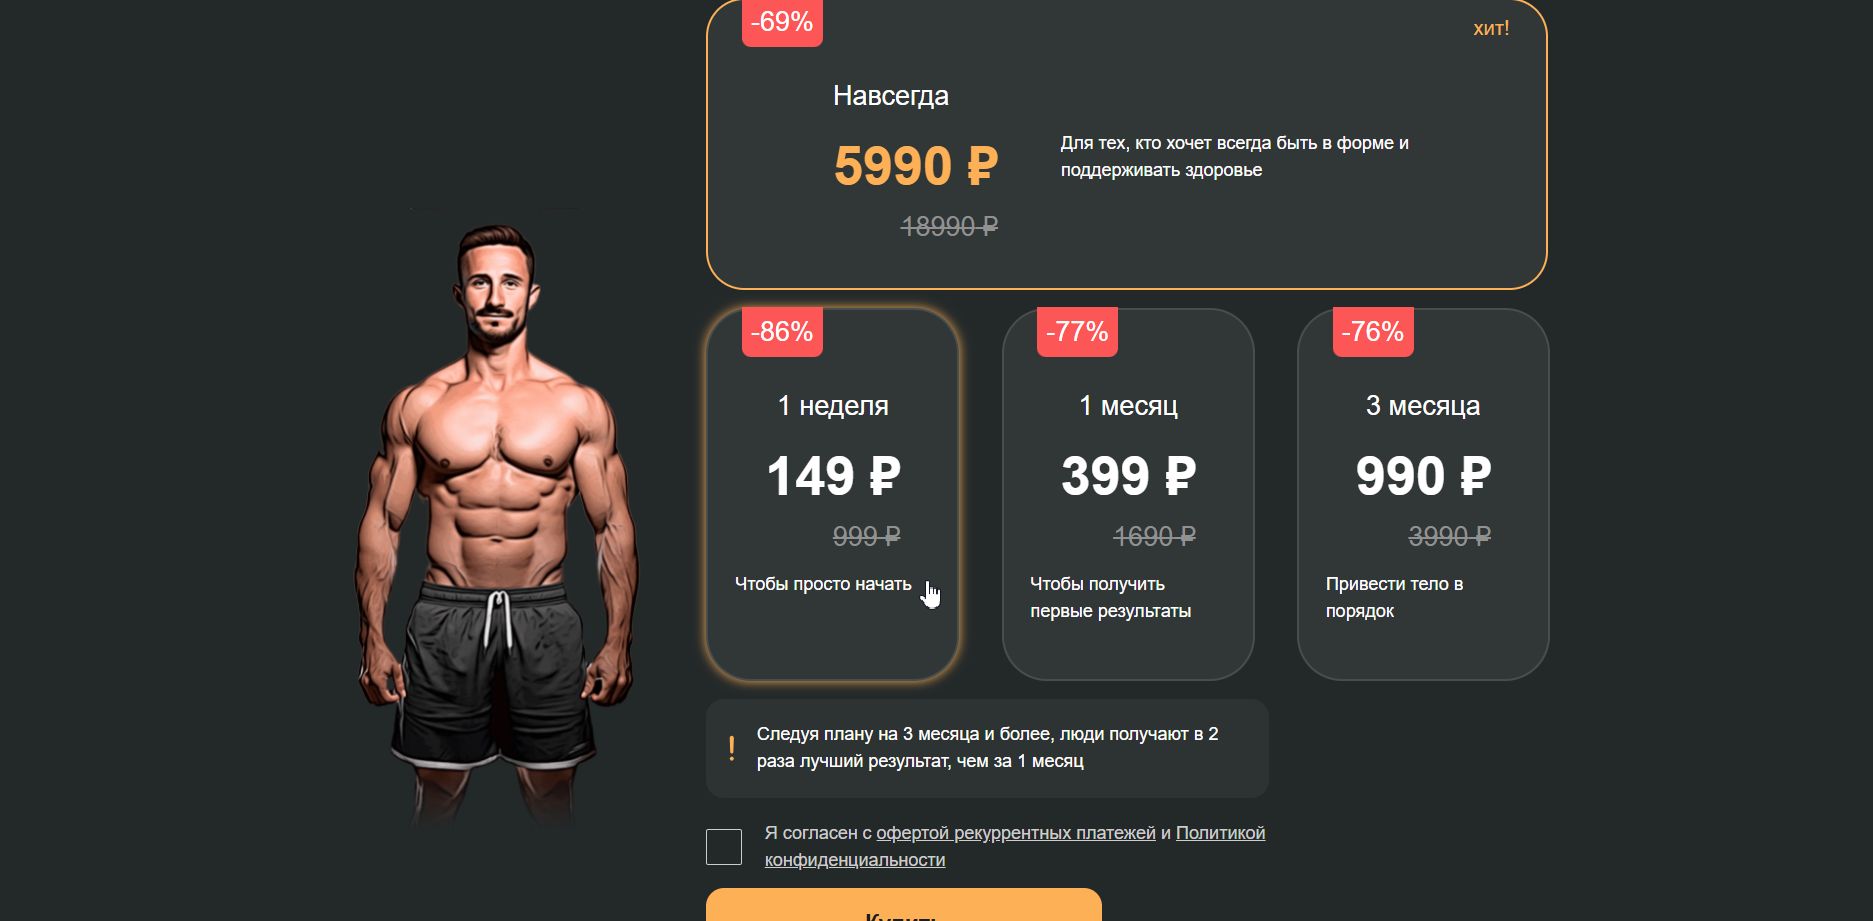 -69%
хит!
Навсегда
5990 ₽
18990 ₽
Для тех, кто хочет всегда быть в форме и
поддерживать здоровье
-86%
1 неделя
149 ₽
999 ₽
Чтобы просто начать
-77%
1 месяц
399 ₽
1690 ₽
Чтобы получить
первые результаты
-76%
3 месяца
990 ₽
3990 ₽
Привести тело в
порядок
! Следуя плану на 3 месяца и более, люди получают в 2
раза лучший результат, чем за 1 месяц
Я согласен с офертой рекуррентных платежей и Политикой
конфиденциальности
Купить